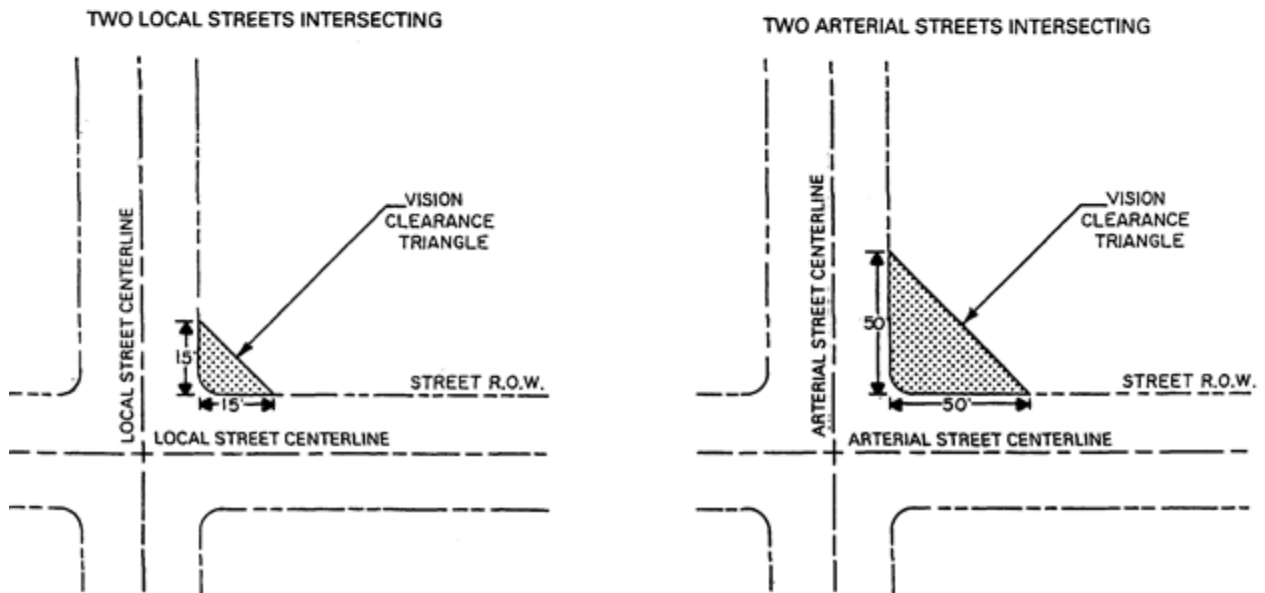 TWO LOCAL STREETS INTERSECTING
LOCAL STREET CENTERLINE
VISION
CLEARANCE
TRIANGLE
15'
15'
STREET R.O.W.
LOCAL STREET CENTERLINE
TWO ARTERIAL STREETS INTERSECTING
ARTERIAL STREET CENTERLINE
VISION
CLEARANCE
TRIANGLE
50'
50'
STREET R.O.W.
ARTERIAL STREET CENTERLINE